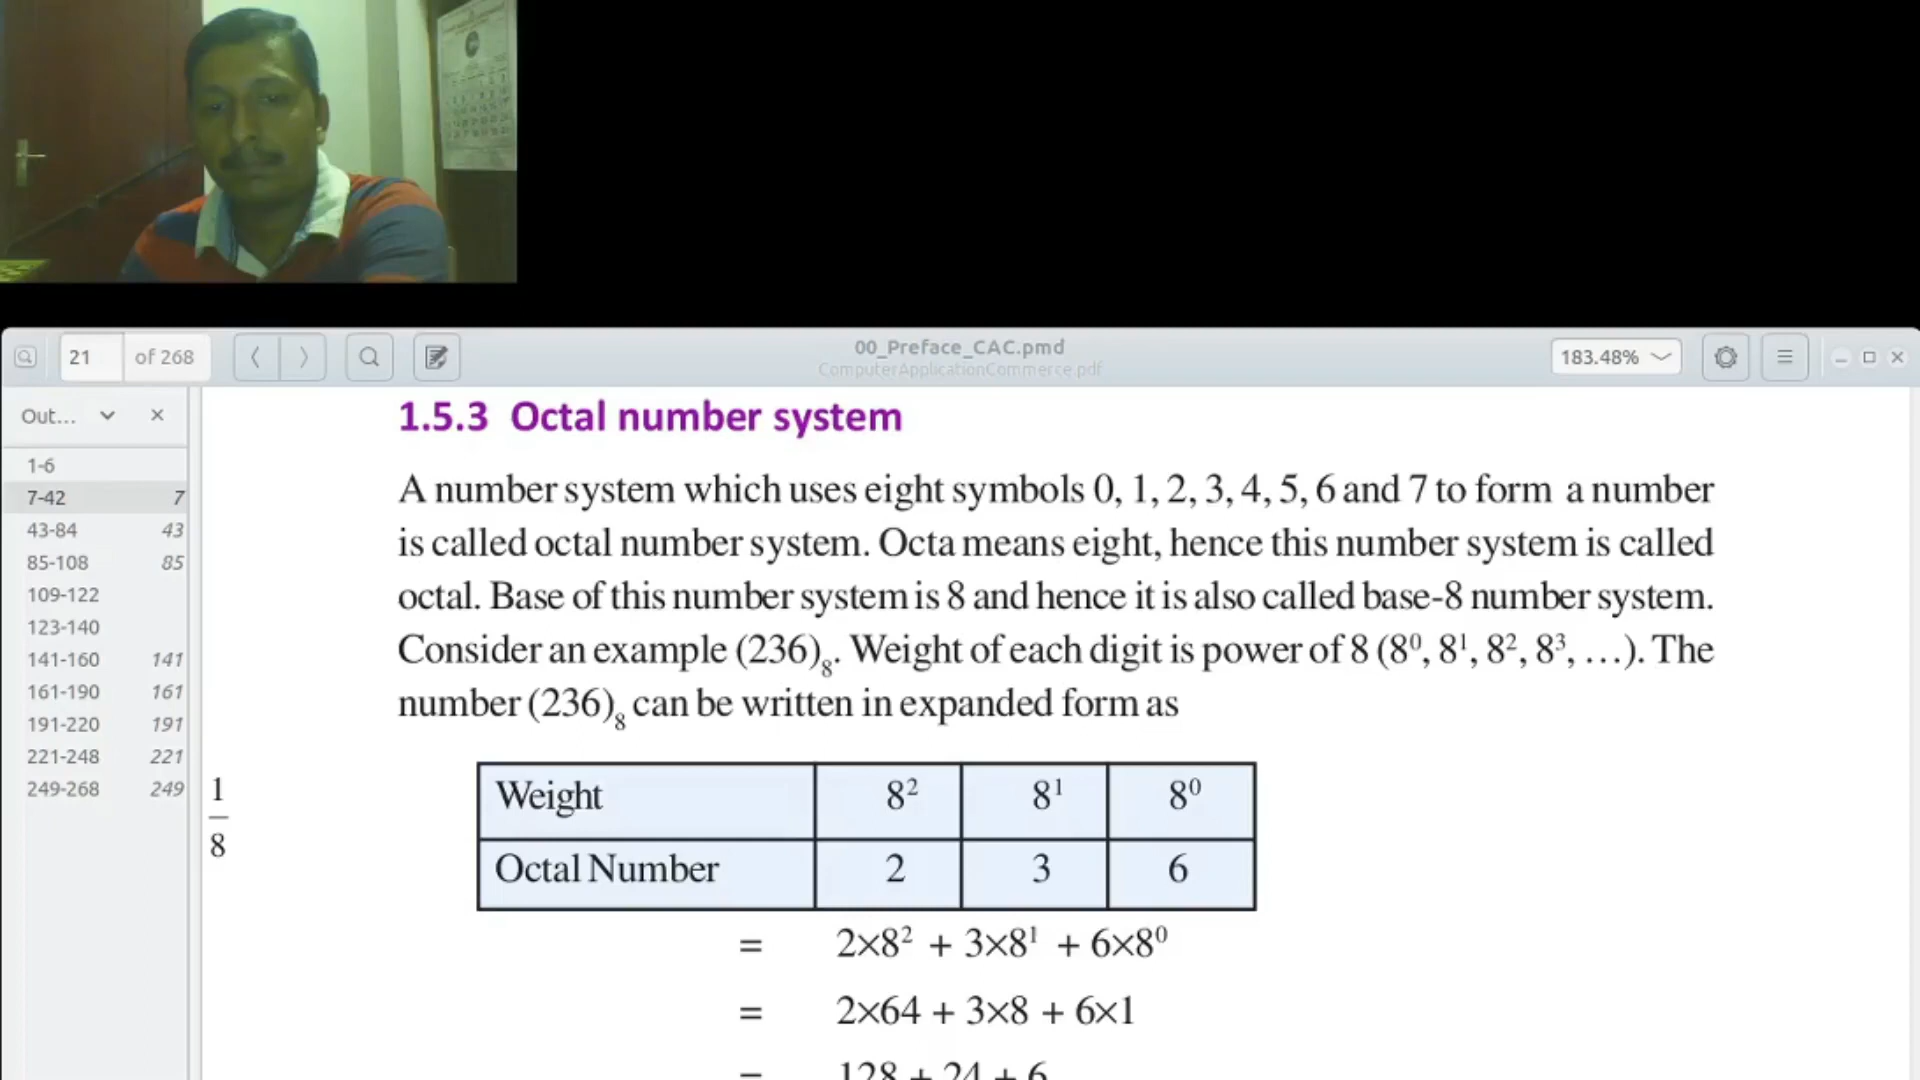 21 of 268
00_Preface_CAC.pmd
ComputerApplicationCommerce.pdf
183.48%
Out...
1-6
7-42 7
43-84 43
85-108 85
109-122
123-140
141-160 141
161-190 161
191-220 191
221-248 221
249-268 249
1.5.3 Octal number system
A number system which uses eight symbols 0, 1, 2, 3, 4, 5, 6 and 7 to form a number
is called octal number system. Octa means eight, hence this number system is called
octal. Base of this number system is 8 and hence it is also called base-8 number system.
Consider an example (236)₈. Weight of each digit is power of 8 (8⁰, 8¹, 8², 8³, …). The
number (236)₈ can be written in expanded form as
1
8
Weight 8² 8¹ 8⁰
Octal Number 2 3 6
= 2×8² + 3×8¹ + 6×8⁰
= 2×64 + 3×8 + 6×1
= 128 + 24 + 6